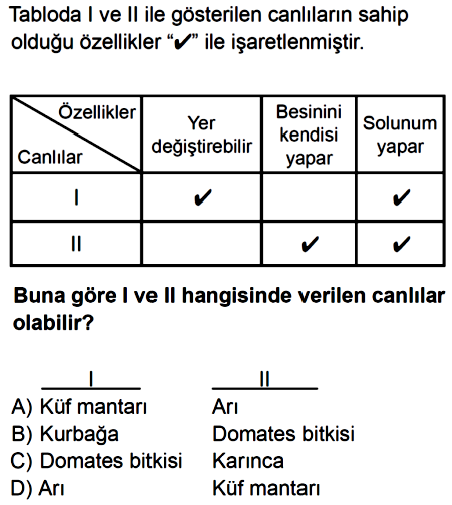 Tabloda I ve II ile gösterilen canlıların sahip
olduğu özellikler “✔” ile işaretlenmiştir.
Özellikler
Canlılar
Yer
değiştirebilir
Besinini
kendisi
yapar
Solunum
yapar
I ✔ ✔
II ✔ ✔
Buna göre I ve II hangisinde verilen canlılar
olabilir?
I II
A) Küf mantarı Arı
B) Kurbağa Domates bitkisi
C) Domates bitkisi Karınca
D) Arı Küf mantarı